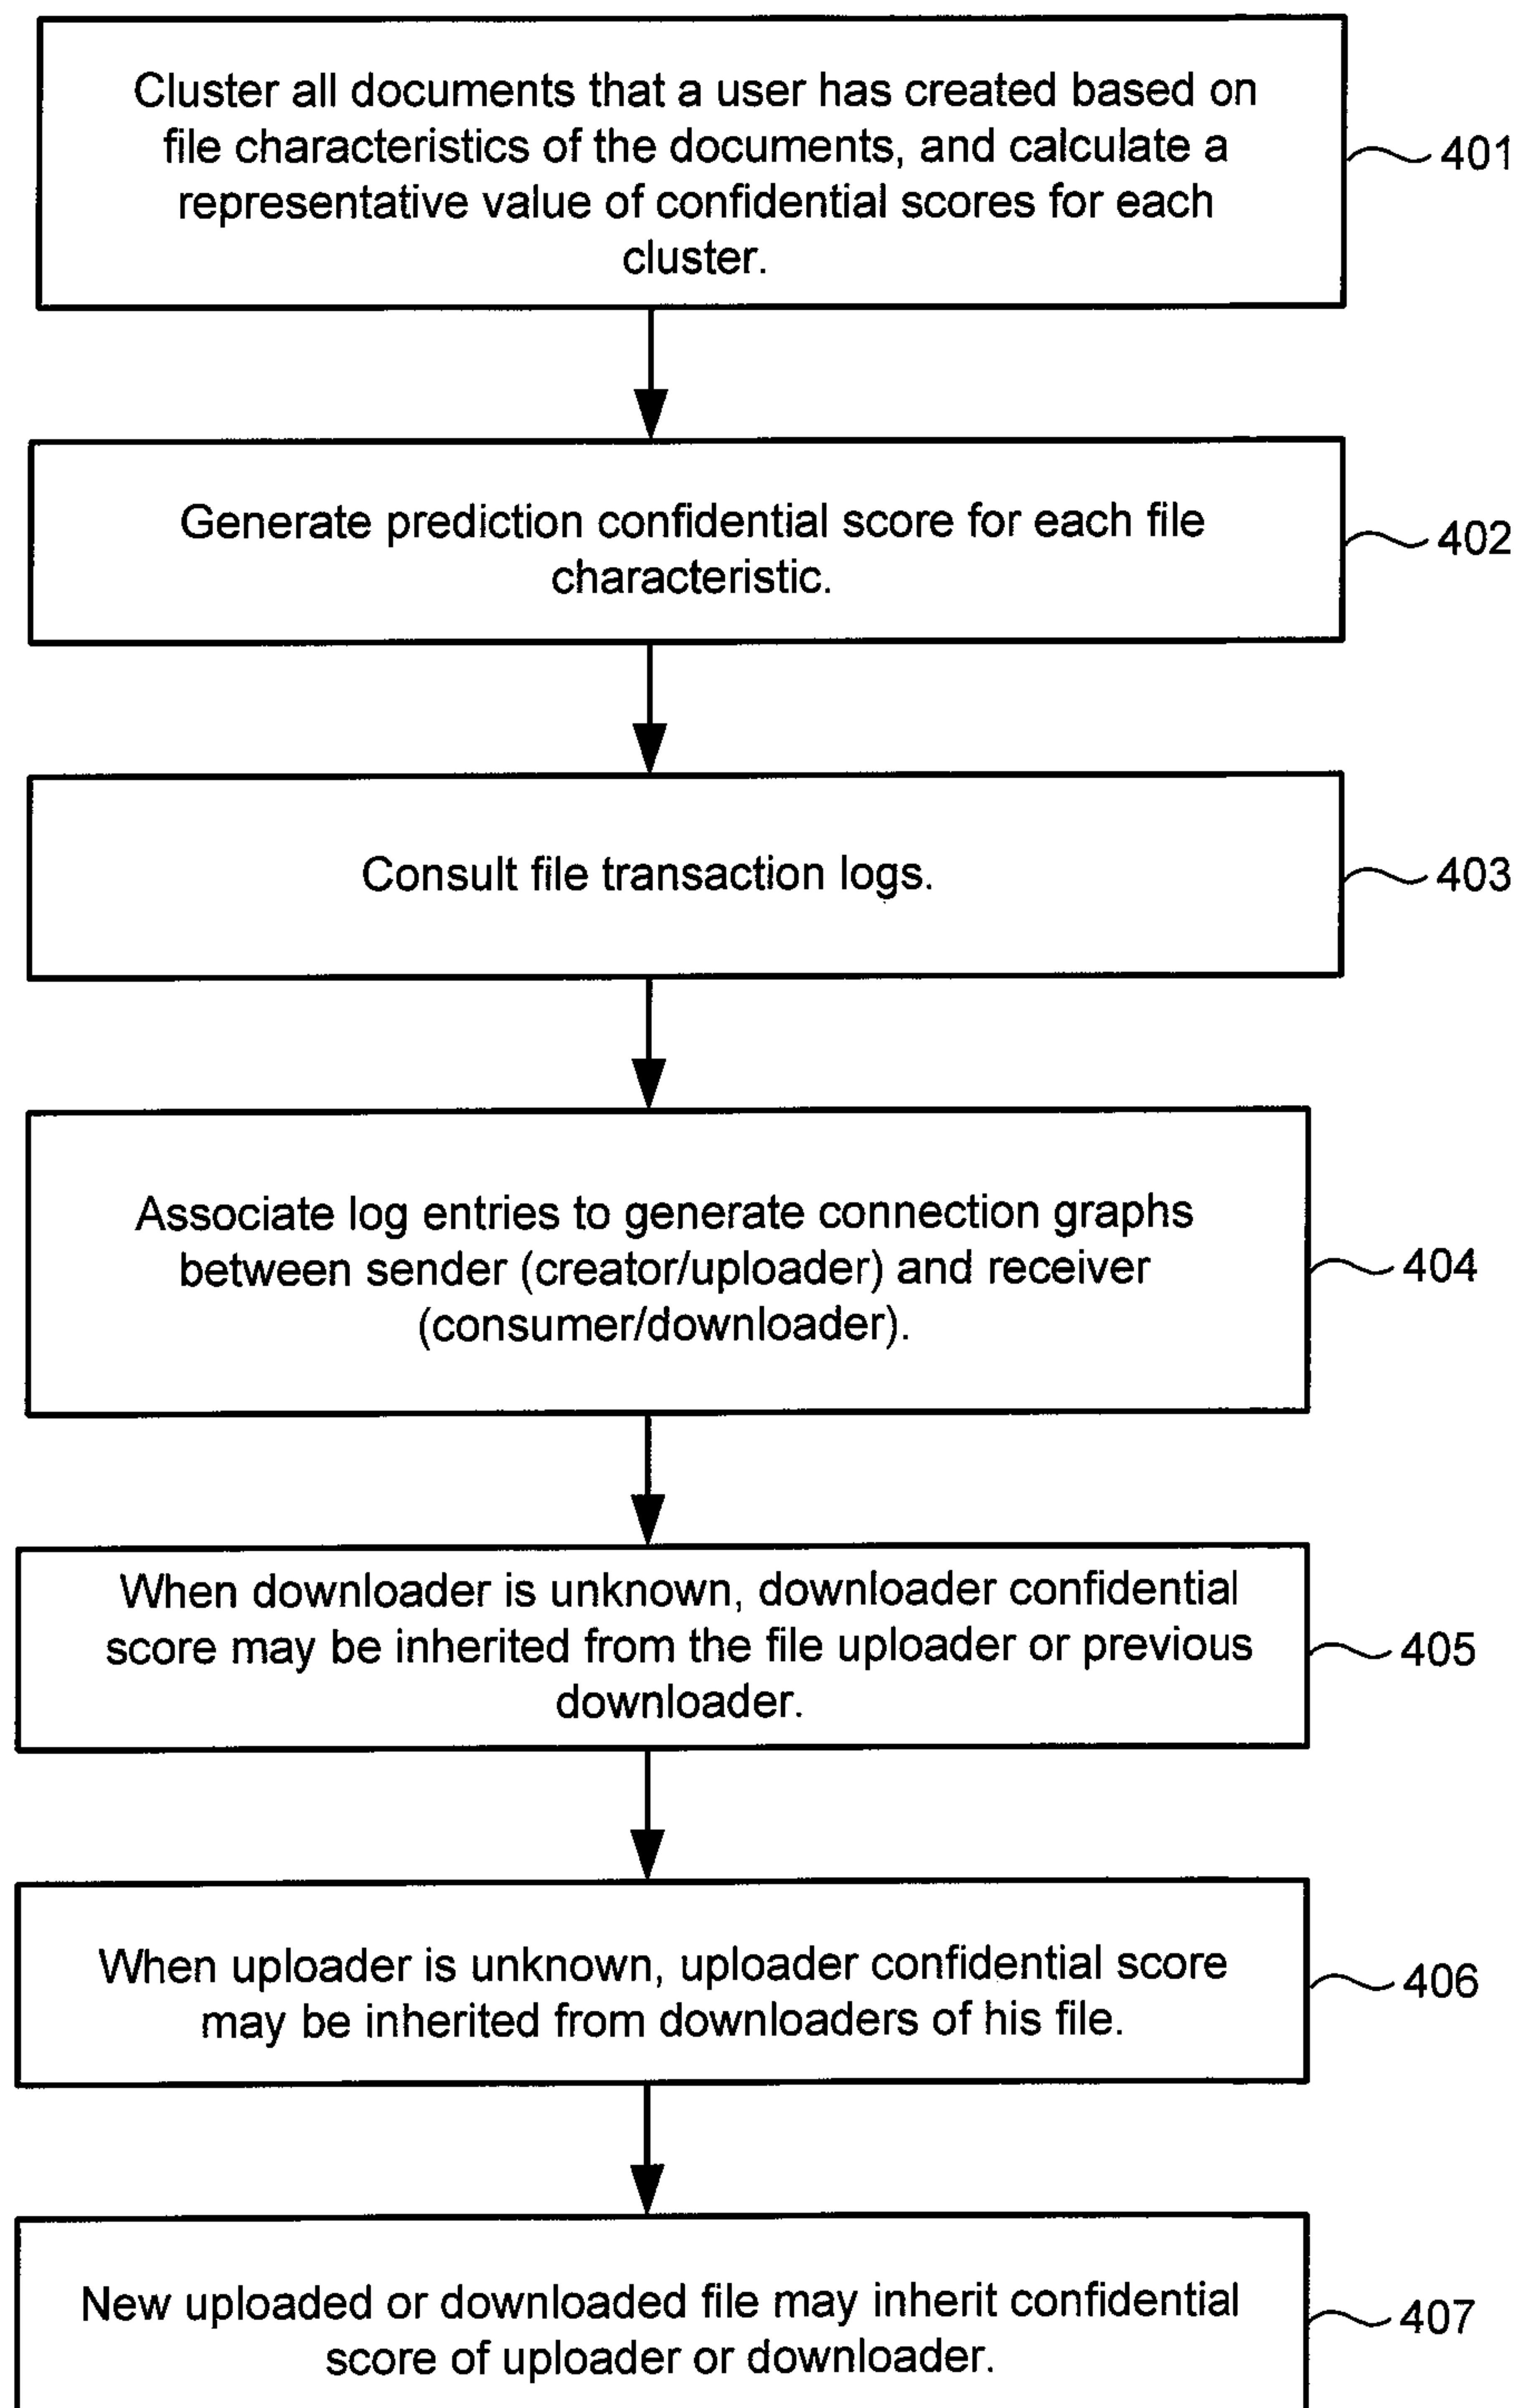 Cluster all documents that a user has created based on
file characteristics of the documents, and calculate a
representative value of confidential scores for each
cluster.
401
Generate prediction confidential score for each file
characteristic.
402
Consult file transaction logs.
403
Associate log entries to generate connection graphs
between sender (creator/uploader) and receiver
(consumer/downloader).
404
When downloader is unknown, downloader confidential
score may be inherited from the file uploader or previous
downloader.
405
When uploader is unknown, uploader confidential score
may be inherited from downloaders of his file.
406
New uploaded or downloaded file may inherit confidential
score of uploader or downloader.
407